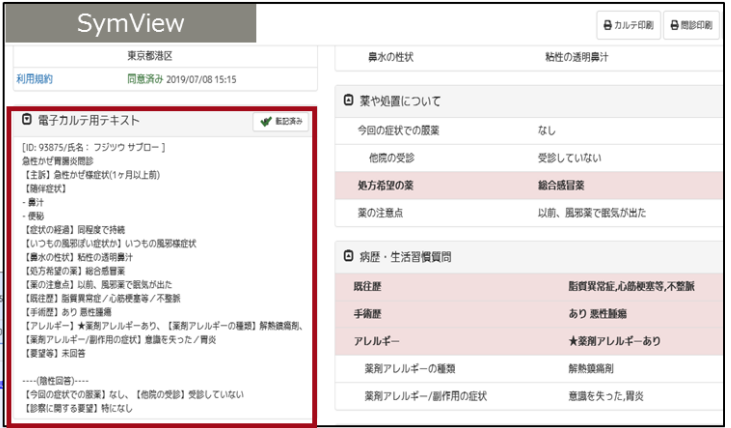 SymView
カルテ印刷
問診印刷
東京都港区
利用規約 同意済み 2019/07/08 15:15
電子カルテ用テキスト
転記済み
[ID: 93875/氏名： フジツウ サブロー ]
急性かぜ胃腸炎問診
【主訴】急性かぜ様症状(1ヶ月以上前)
【随伴症状】
- 鼻汁
- 便秘
【症状の経過】同程度で持続
【いつもの風邪ぽい症状か】いつもの風邪様症状
【鼻水の性状】粘性の透明鼻汁
【処方希望の薬】総合感冒薬
【薬の注意点】以前、風邪薬で眠気が出た
【既往歴】脂質異常症／心筋梗塞等／不整脈
【手術歴】あり 悪性腫瘍
【アレルギー】★薬剤アレルギーあり、【薬剤アレルギーの種類】解熱鎮痛剤、
【薬剤アレルギー/副作用の症状】意識を失った／胃炎
【要望等】未回答
----(陰性回答)----
【今回の症状での服薬】なし、【他院の受診】受診していない
【診察に関する要望】特になし
鼻水の性状 粘性の透明鼻汁
薬や処置について
今回の症状での服薬 なし
他院の受診 受診していない
処方希望の薬 総合感冒薬
薬の注意点 以前、風邪薬で眠気が出た
病歴・生活習慣質問
既往歴 脂質異常症,心筋梗塞等,不整脈
手術歴 あり 悪性腫瘍
アレルギー ★薬剤アレルギーあり
薬剤アレルギーの種類 解熱鎮痛剤
薬剤アレルギー/副作用の症状 意識を失った,胃炎